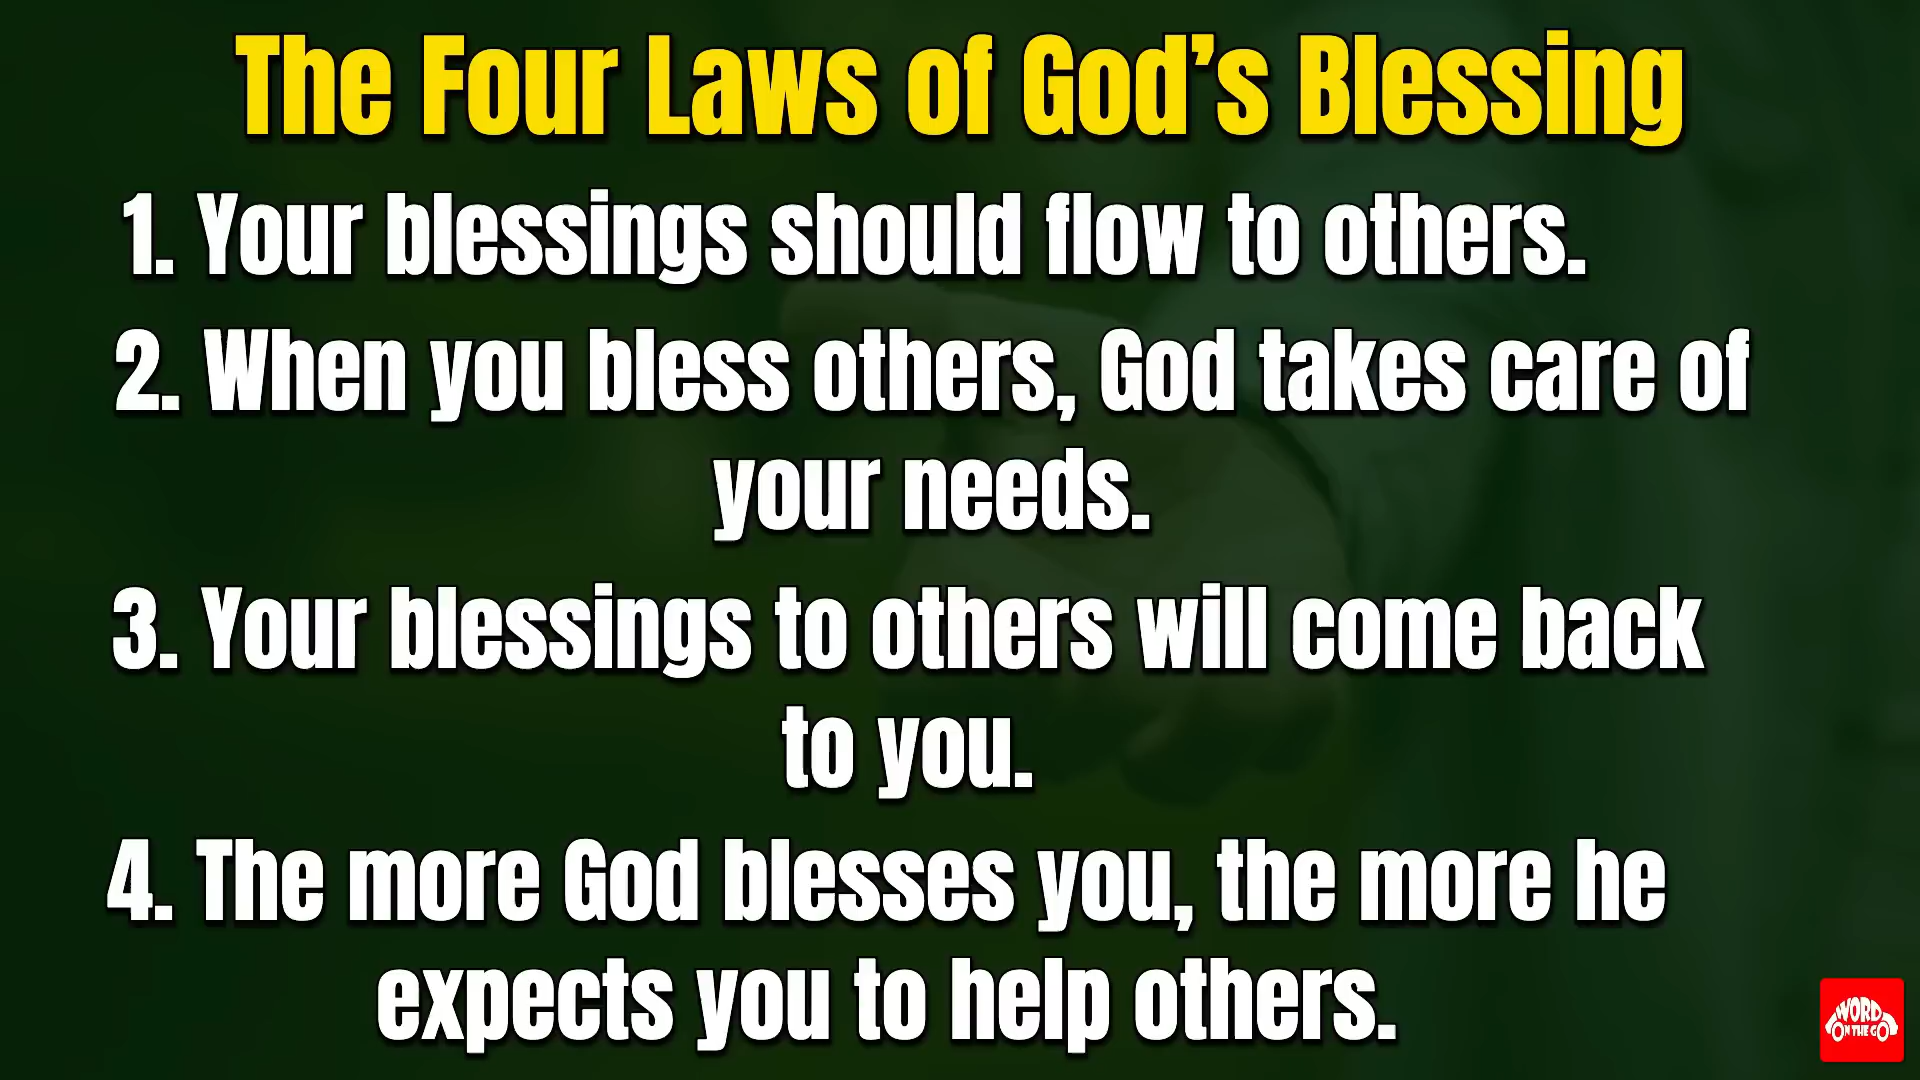 The Four Laws of God’s Blessing
1. Your blessings should flow to others.
2. When you bless others, God takes care of
your needs.
3. Your blessings to others will come back
to you.
4. The more God blesses you, the more he
expects you to help others.
WORD
ON THE GO